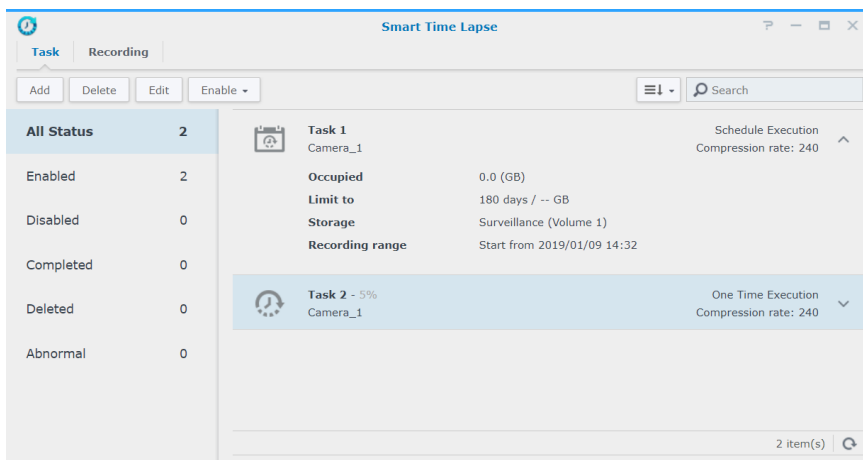 Smart Time Lapse
Task Recording
Add Delete Edit Enable Search
All Status 2
Enabled 2
Disabled 0
Completed 0
Deleted 0
Abnormal 0
Task 1 Schedule Execution
Camera_1 Compression rate: 240
Occupied 0.0 (GB)
Limit to 180 days / -- GB
Storage Surveillance (Volume 1)
Recording range Start from 2019/01/09 14:32
Task 2 - 5% One Time Execution
Camera_1 Compression rate: 240
2 item(s)